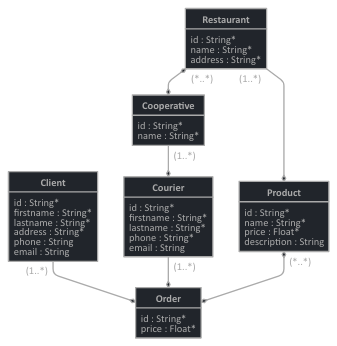 Restaurant
id : String*
name : String*
address : String*
(*..*)
(1..*)
Cooperative
id : String*
name : String*
(1..*)
Client
id : String*
firstname : String*
lastname : String*
address : String*
phone : String
email : String
Courier
id : String*
firstname : String*
lastname : String*
phone : String*
email : String
Product
id : String*
name : String*
price : Float*
description : String
(1..*)
(1..*)
(*..*)
Order
id : String*
price : Float*